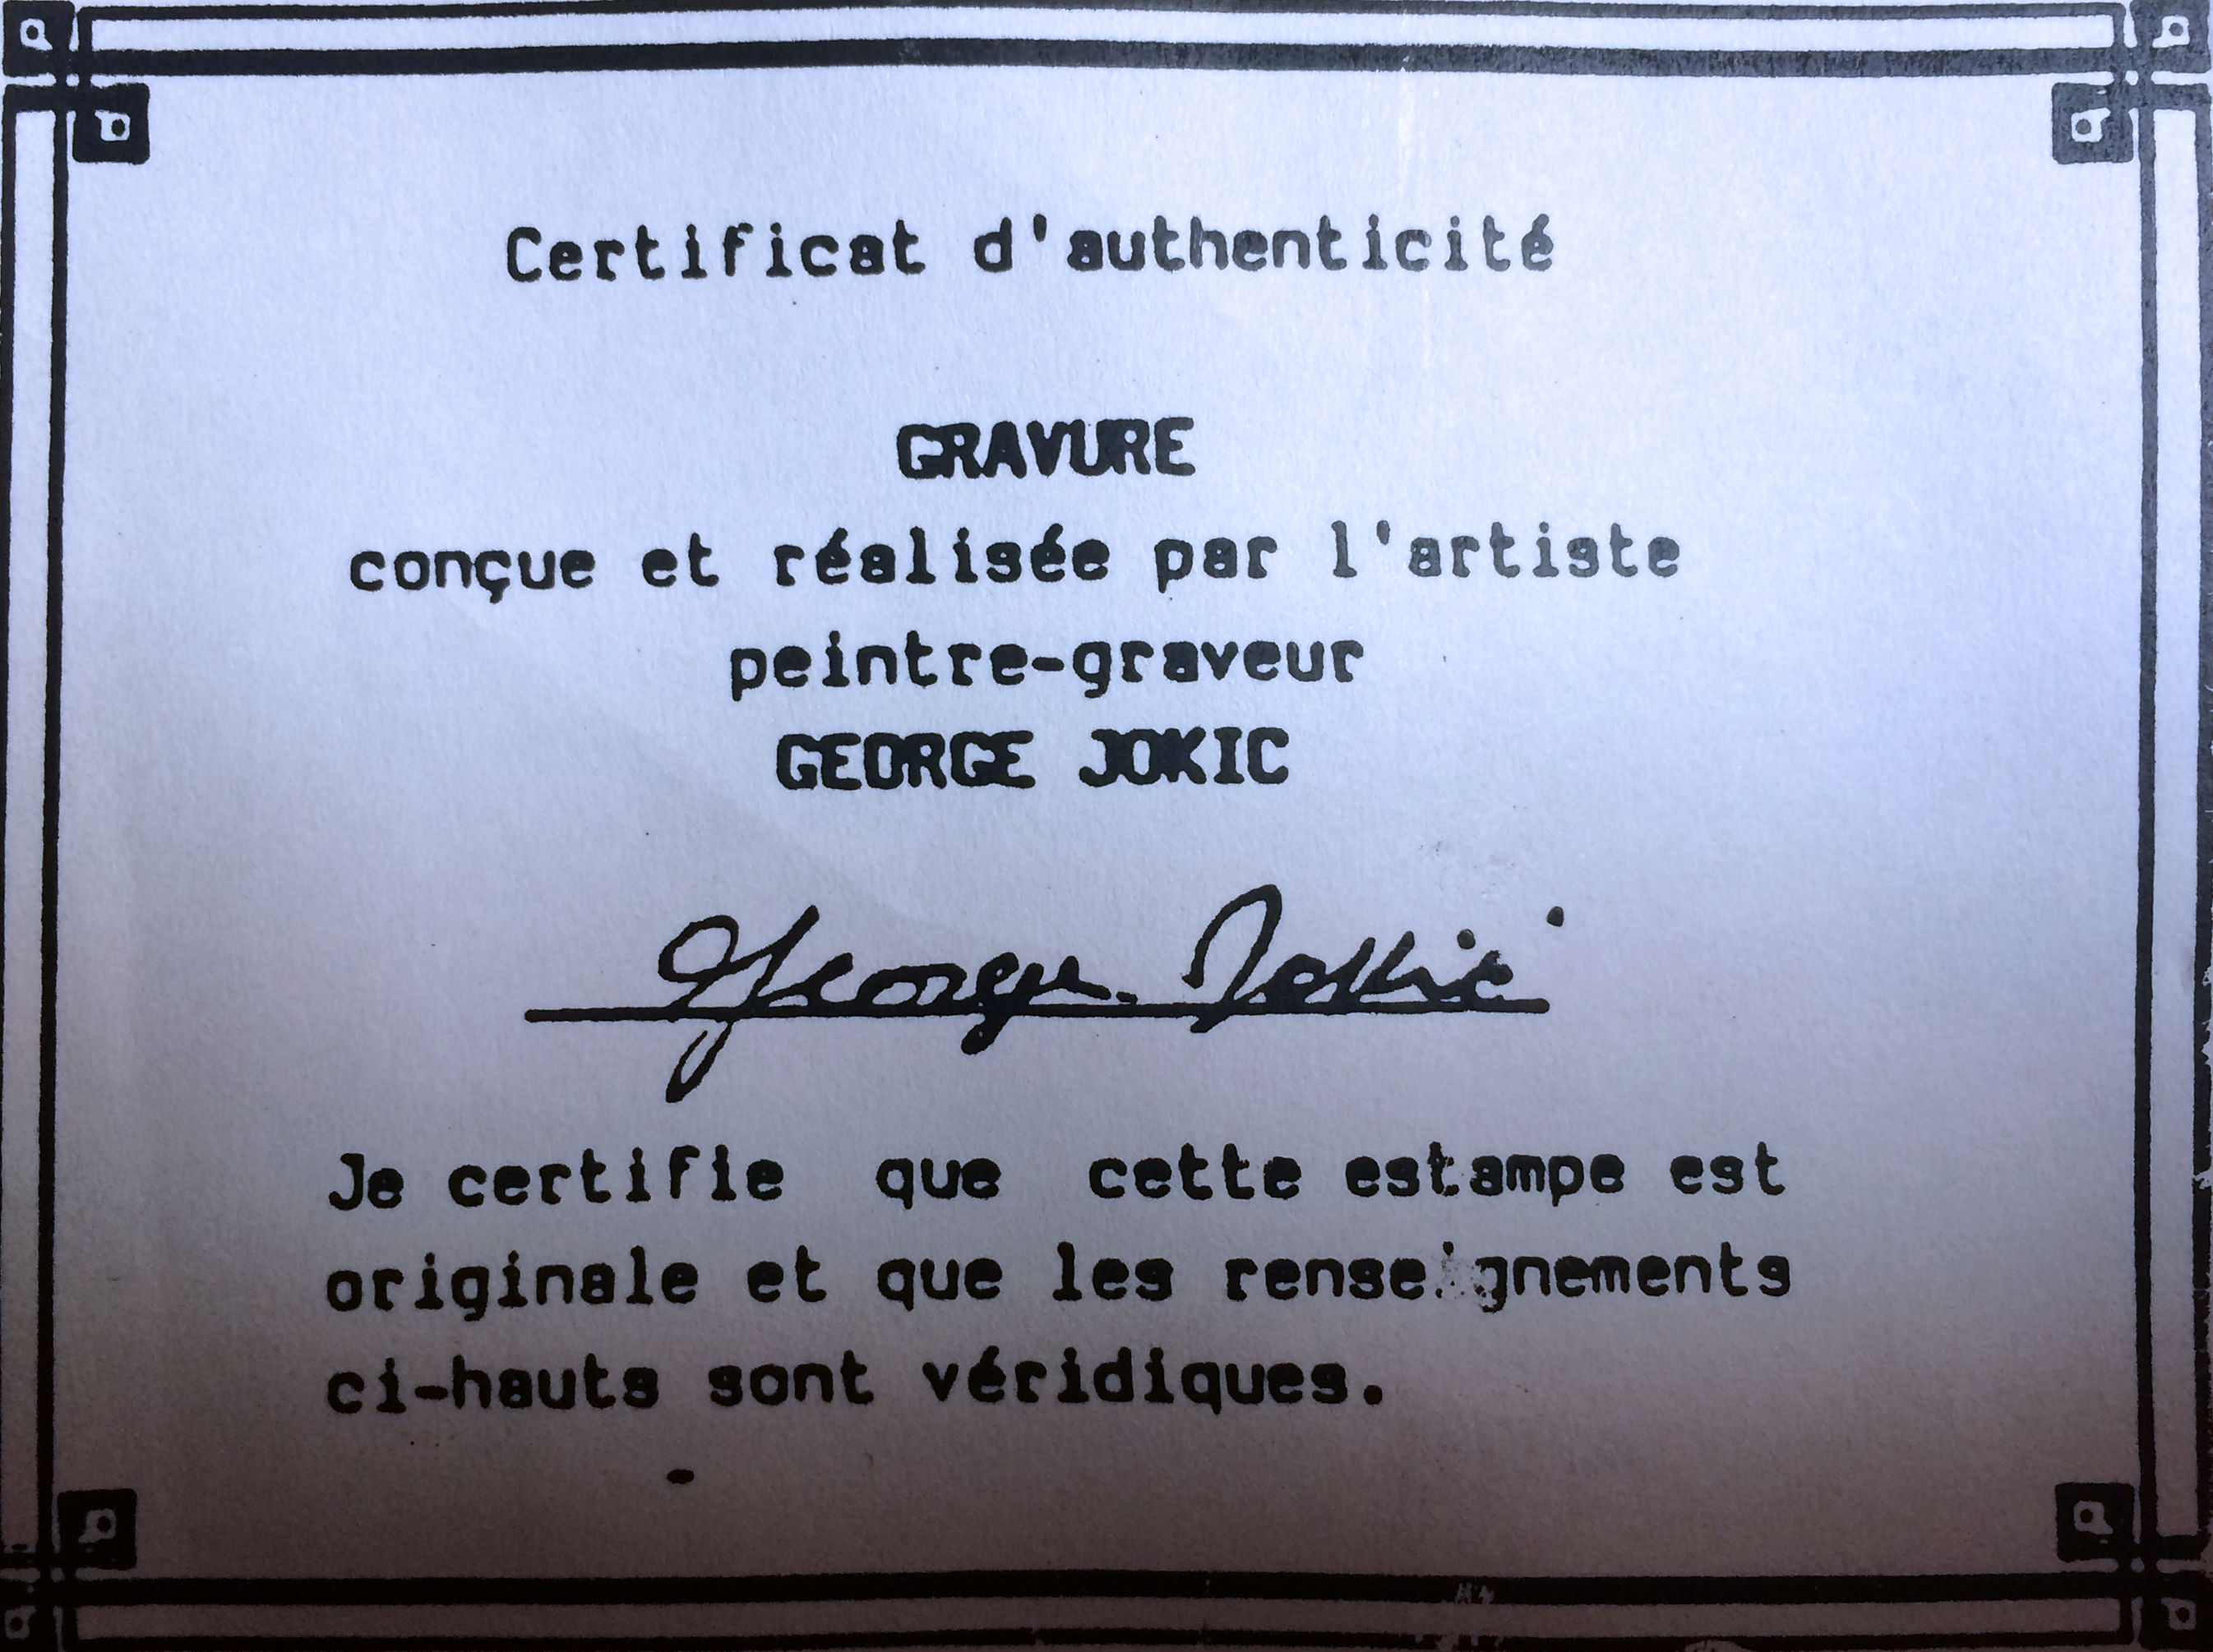 Certificat d'authenticité
GRAVURE
conçue et réalisée par l'artiste
peintre-graveur
GEORGE JOKIC
George Jokic
Je certifie que cette estampe est
originale et que les renseignements
ci-hauts sont véridiques.